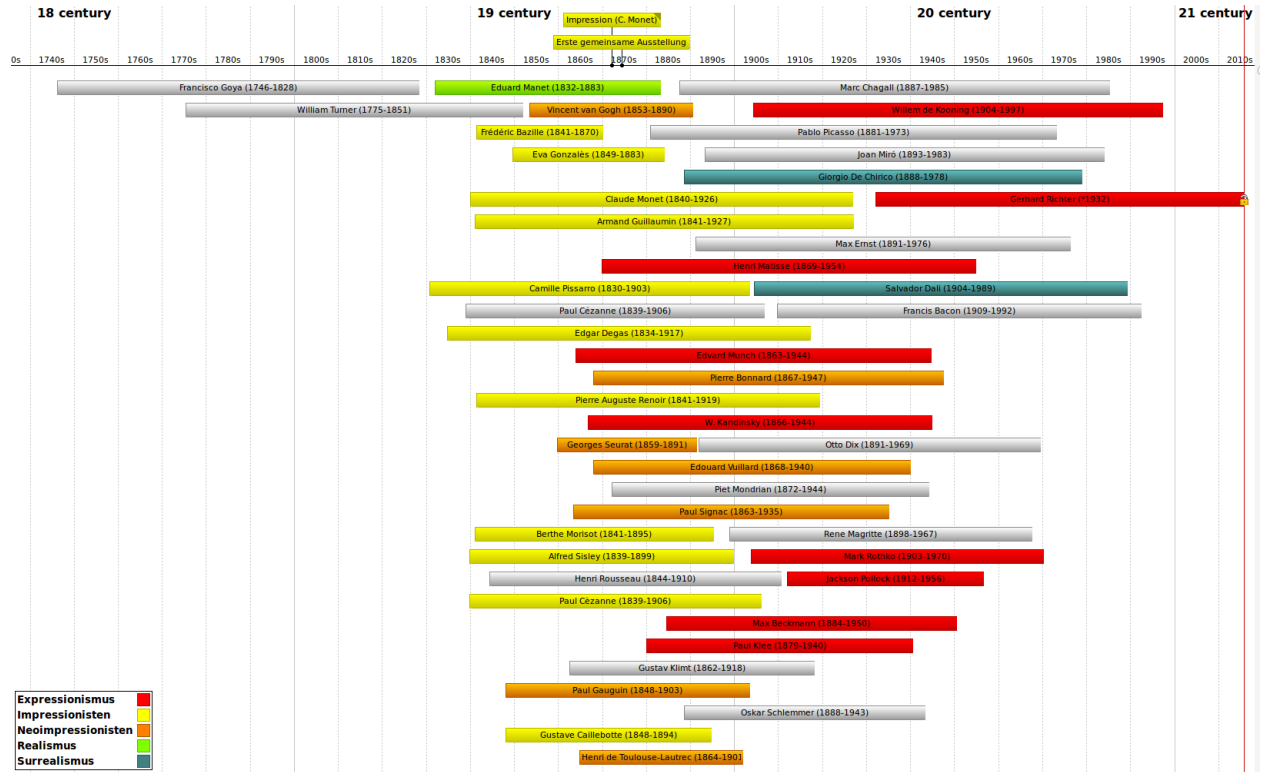 18 century
19 century
20 century
21 century
Impression (C. Monet)
Erste gemeinsame Ausstellung
0s 1740s 1750s 1760s 1770s 1780s 1790s 1800s 1810s 1820s 1830s 1840s 1850s 1860s 1870s 1880s 1890s 1900s 1910s 1920s 1930s 1940s 1950s 1960s 1970s 1980s 1990s 2000s 2010s
Francisco Goya (1746-1828)
Eduard Manet (1832-1883)
Marc Chagall (1887-1985)
William Turner (1775-1851)
Vincent van Gogh (1853-1890)
Willem de Kooning (1904-1997)
Frédéric Bazille (1841-1870)
Pablo Picasso (1881-1973)
Eva Gonzalès (1849-1883)
Joan Miró (1893-1983)
Giorgio De Chirico (1888-1978)
Claude Monet (1840-1926)
Gerhard Richter (*1932)
Armand Guillaumin (1841-1927)
Max Ernst (1891-1976)
Henri Matisse (1869-1954)
Camille Pissarro (1830-1903)
Salvador Dalí (1904-1989)
Paul Cézanne (1839-1906)
Francis Bacon (1909-1992)
Edgar Degas (1834-1917)
Edvard Munch (1863-1944)
Pierre Bonnard (1867-1947)
Pierre Auguste Renoir (1841-1919)
W. Kandinsky (1866-1944)
Georges Seurat (1859-1891)
Otto Dix (1891-1969)
Edouard Vuillard (1868-1940)
Piet Mondrian (1872-1944)
Paul Signac (1863-1935)
Berthe Morisot (1841-1895)
Rene Magritte (1898-1967)
Alfred Sisley (1839-1899)
Mark Rothko (1903-1970)
Henri Rousseau (1844-1910)
Jackson Pollock (1912-1956)
Paul Cèzanne (1839-1906)
Max Beckmann (1884-1950)
Paul Klee (1879-1940)
Gustav Klimt (1862-1918)
Paul Gauguin (1848-1903)
Oskar Schlemmer (1888-1943)
Gustave Caillebotte (1848-1894)
Henri de Toulouse-Lautrec (1864-1901
Expressionismus
Impressionisten
Neoimpressionisten
Realismus
Surrealismus